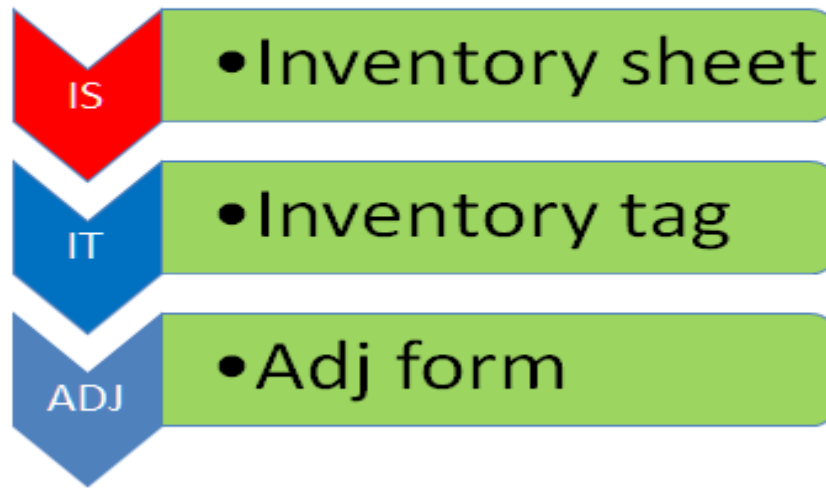 IS
•Inventory sheet
IT
•Inventory tag
ADJ
•Adj form